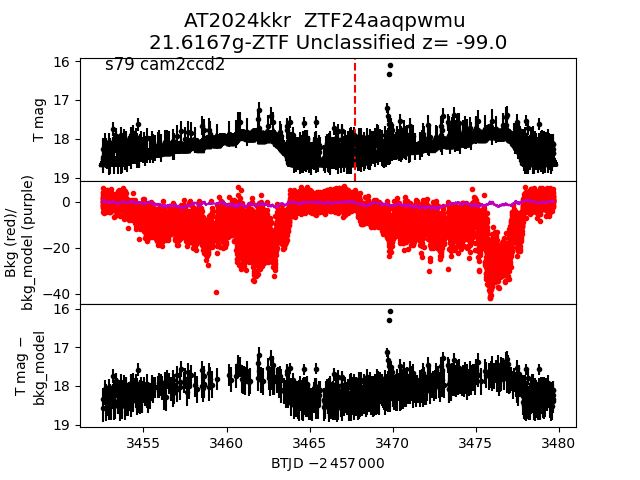 AT2024kkr  ZTF24aaqpwmu
21.6167g-ZTF Unclassified z= -99.0
s79 cam2ccd2
T mag
16
17
18
19
Bkg (red)/
bkg_model (purple)
0
−20
−40
T mag −
bkg_model
16
17
18
19
3455 3460 3465 3470 3475 3480
BTJD −2 457 000